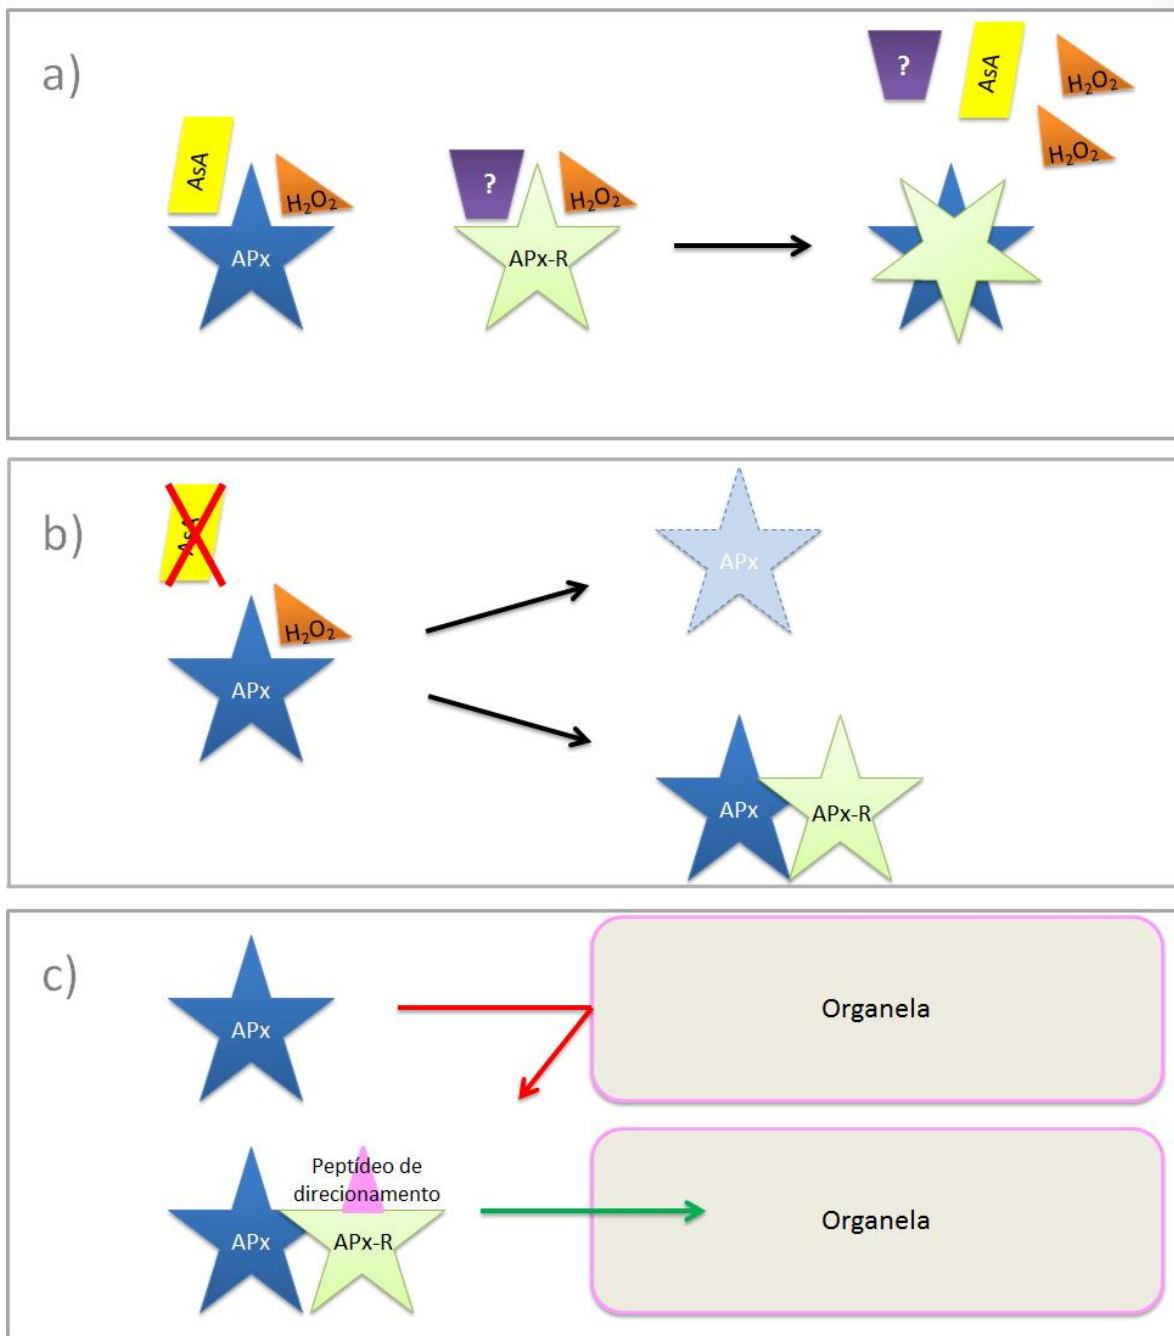 a)
AsA
H₂O₂
APx
?
H₂O₂
APx-R
?
AsA
H₂O₂
H₂O₂
b)
AsA
H₂O₂
APx
APx
APx
APx-R
c)
APx
Organela
Peptídeo de
direcionamento
APx
APx-R
Organela